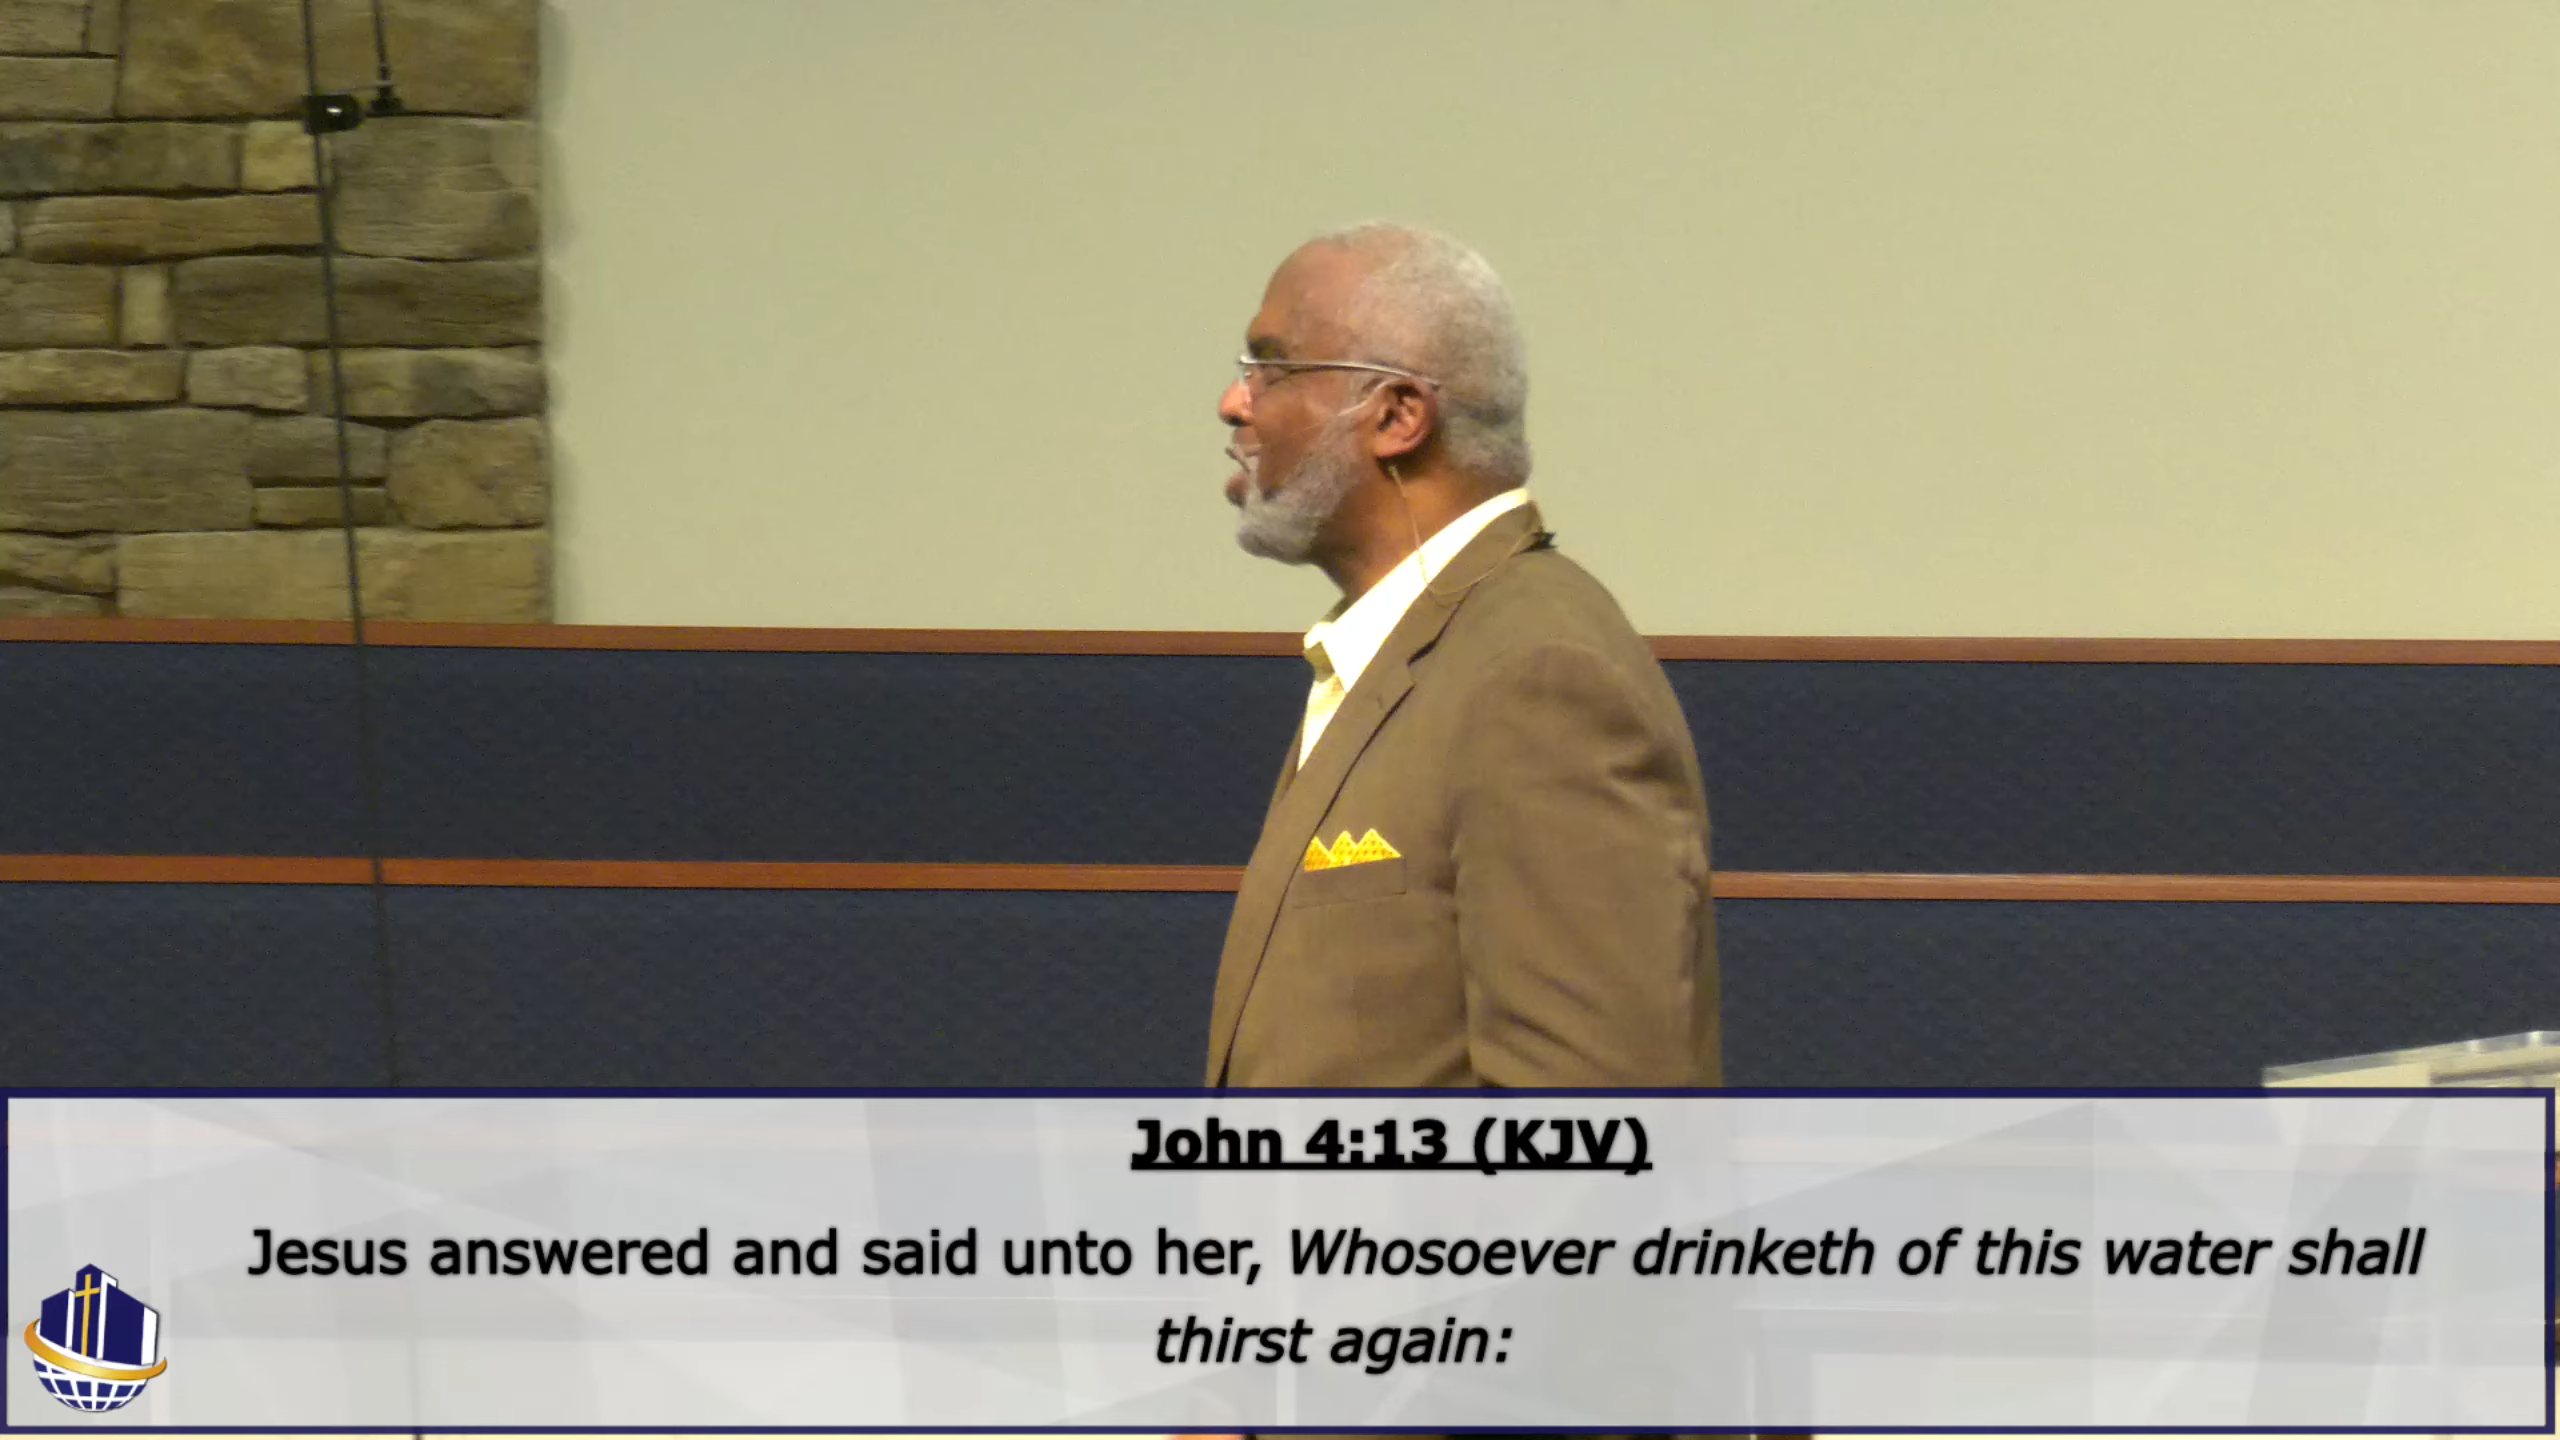 John 4:13 (KJV)
Jesus answered and said unto her, Whosoever drinketh of this water shall
thirst again: